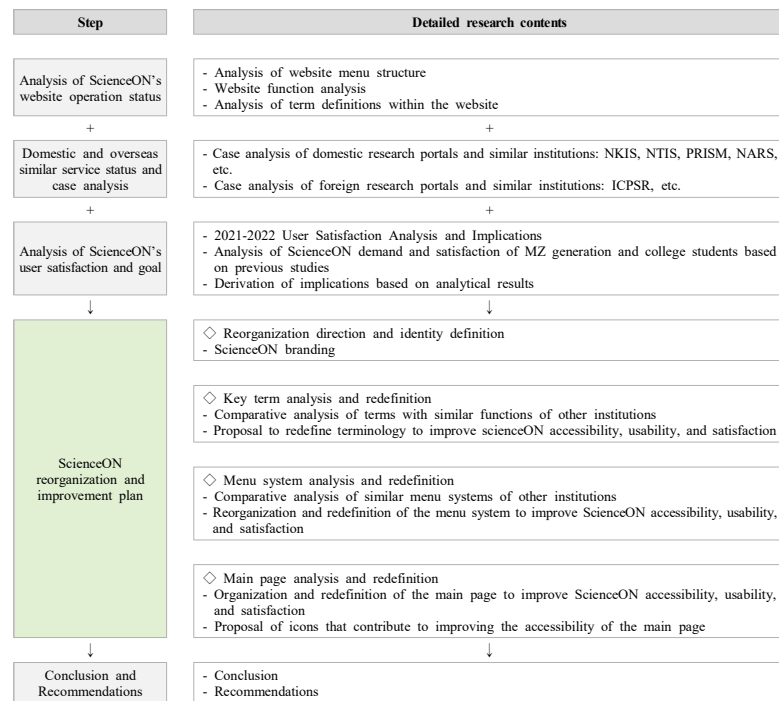 Step
Detailed research contents
Analysis of ScienceON's
website operation status
- Analysis of website menu structure
- Website function analysis
- Analysis of term definitions within the website
+
+
Domestic and overseas
similar service status and
case analysis
- Case analysis of domestic research portals and similar institutions: NKIS, NTIS, PRISM, NARS,
etc.
- Case analysis of foreign research portals and similar institutions: ICPSR, etc.
+
+
Analysis of ScienceON's
user satisfaction and goal
- 2021-2022 User Satisfaction Analysis and Implications
- Analysis of ScienceON demand and satisfaction of MZ generation and college students based
on previous studies
- Derivation of implications based on analytical results
↓
↓
ScienceON
reorganization and
improvement plan
◇ Reorganization direction and identity definition
- ScienceON branding
◇ Key term analysis and redefinition
- Comparative analysis of terms with similar functions of other institutions
- Proposal to redefine terminology to improve scienceON accessibility, usability, and satisfaction
◇ Menu system analysis and redefinition
- Comparative analysis of similar menu systems of other institutions
- Reorganization and redefinition of the menu system to improve ScienceON accessibility, usability,
and satisfaction
◇ Main page analysis and redefinition
- Organization and redefinition of the main page to improve ScienceON accessibility, usability,
and satisfaction
- Proposal of icons that contribute to improving the accessibility of the main page
↓
↓
Conclusion and
Recommendations
- Conclusion
- Recommendations